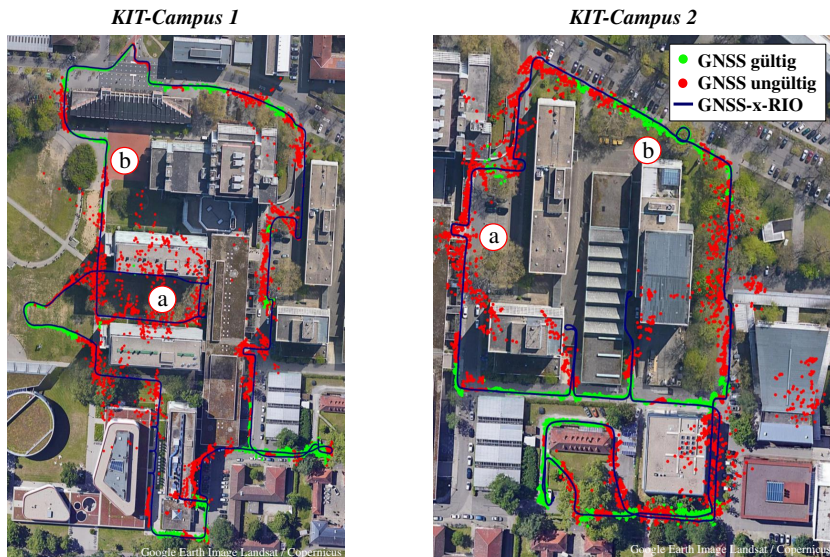 KIT-Campus 1
KIT-Campus 2
GNSS gültig
GNSS ungültig
GNSS-x-RIO
b
a
b
a
Google Earth Image Landsat / Copernicus
Google Earth Image Landsat / Copernicus